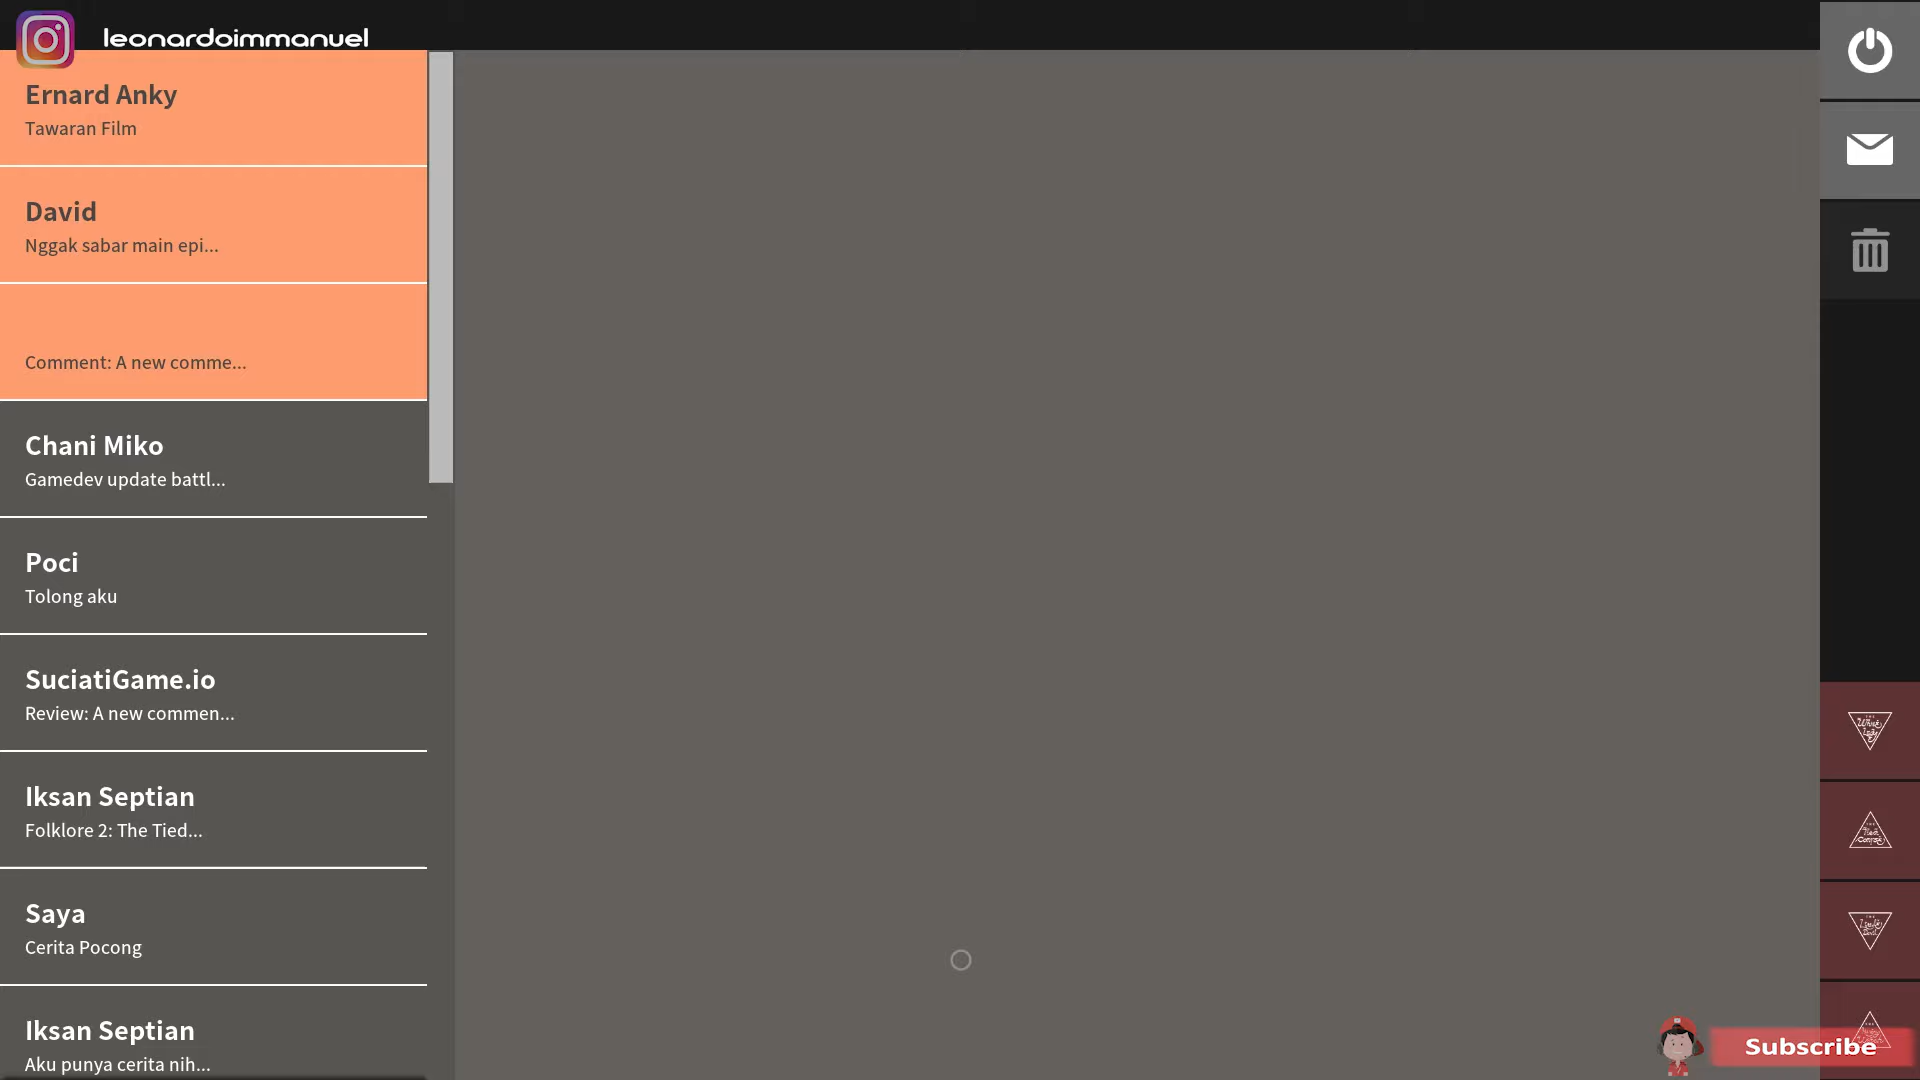 leonardoimmanuel
Ernard Anky
Tawaran Film
David
Nggak sabar main epi...
Comment: A new comme...
Chani Miko
Gamedev update battl...
Poci
Tolong aku
SuciatiGame.io
Review: A new commen...
Iksan Septian
Folklore 2: The Tied...
Saya
Cerita Pocong
Iksan Septian
Aku punya cerita nih...
Subscribe